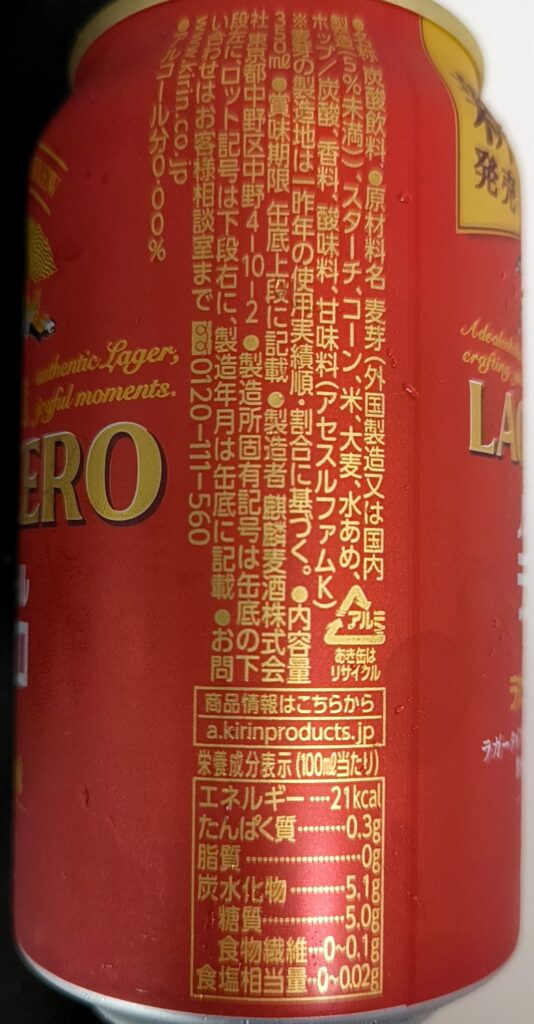 ●名称 炭酸飲料 ●原材料名 麦芽(外国製造又は国内
製造(5%未満))、スターチ、コーン、米、大麦、水あめ、
ホップ/炭酸、香料、酸味料、甘味料(アセスルファムK)
※麦芽の製造地は一昨年の使用実績順・割合に基づく。●内容量
350㎖ ●賞味期限 缶底上段に記載 ●製造者 麒麟麦酒株式会
社 東京都中野区中野4-10-2 ●製造所固有記号は缶底の下
段左に、ロット記号は下段右に、製造年月は缶底に記載 ●お問
い合わせはお客様相談室まで 0120-111-560
www.kirin.co.jp
●アルコール分0.00%
アルミ
あき缶は
リサイクル
商品情報はこちらから
a.kirinproducts.jp
栄養成分表示(100㎖当たり)
エネルギー…21kcal
たんぱく質………0.3g
脂質……………0g
炭水化物………5.1g
糖質………5.0g
食物繊維…0~0.1g
食塩相当量…0~0.02g
authentic Lager,
joyful moments.
ERO
発売
crafting
LAG